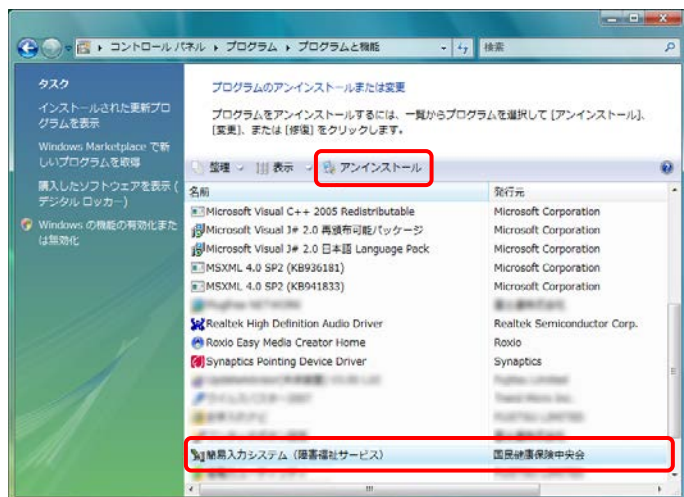 コントロール パネル ▸ プログラム ▸ プログラムと機能
検索
タスク
インストールされた更新プロ
グラムを表示
Windows Marketplace で新
しいプログラムを取得
購入したソフトウェアを表示 (
デジタル ロッカー)
Windows の機能の有効化また
は無効化
プログラムのアンインストールまたは変更
プログラムをアンインストールするには、一覧からプログラムを選択して [アンインストール]、
[変更]、または [修復] をクリックします。
整理 表示 アンインストール
名前 発行元
Microsoft Visual C++ 2005 Redistributable Microsoft Corporation
Microsoft Visual J# 2.0 再頒布可能パッケージ Microsoft Corporation
Microsoft Visual J# 2.0 日本語 Language Pack Microsoft Corporation
MSXML 4.0 SP2 (KB936181) Microsoft Corporation
MSXML 4.0 SP2 (KB941833) Microsoft Corporation
Realtek High Definition Audio Driver Realtek Semiconductor Corp.
Roxio Easy Media Creator Home Roxio
Synaptics Pointing Device Driver Synaptics
簡易入力システム（障害福祉サービス） 国民健康保険中央会